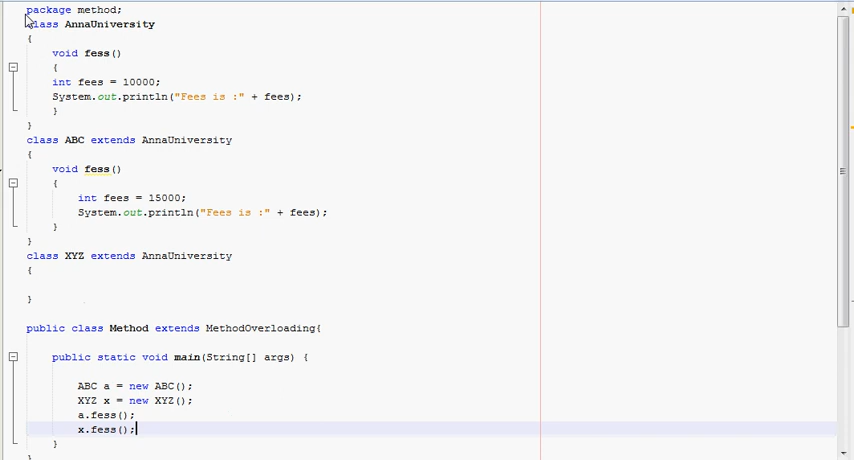 package method;
class AnnaUniversity
{
void fess()
{
int fees = 10000;
System.out.println("Fees is :" + fees);
}
}
class ABC extends AnnaUniversity
{
void fess()
{
int fees = 15000;
System.out.println("Fees is :" + fees);
}
}
class XYZ extends AnnaUniversity
{
}
public class Method extends MethodOverloading{
public static void main(String[] args) {
ABC a = new ABC();
XYZ x = new XYZ();
a.fess();
x.fess();
}
}